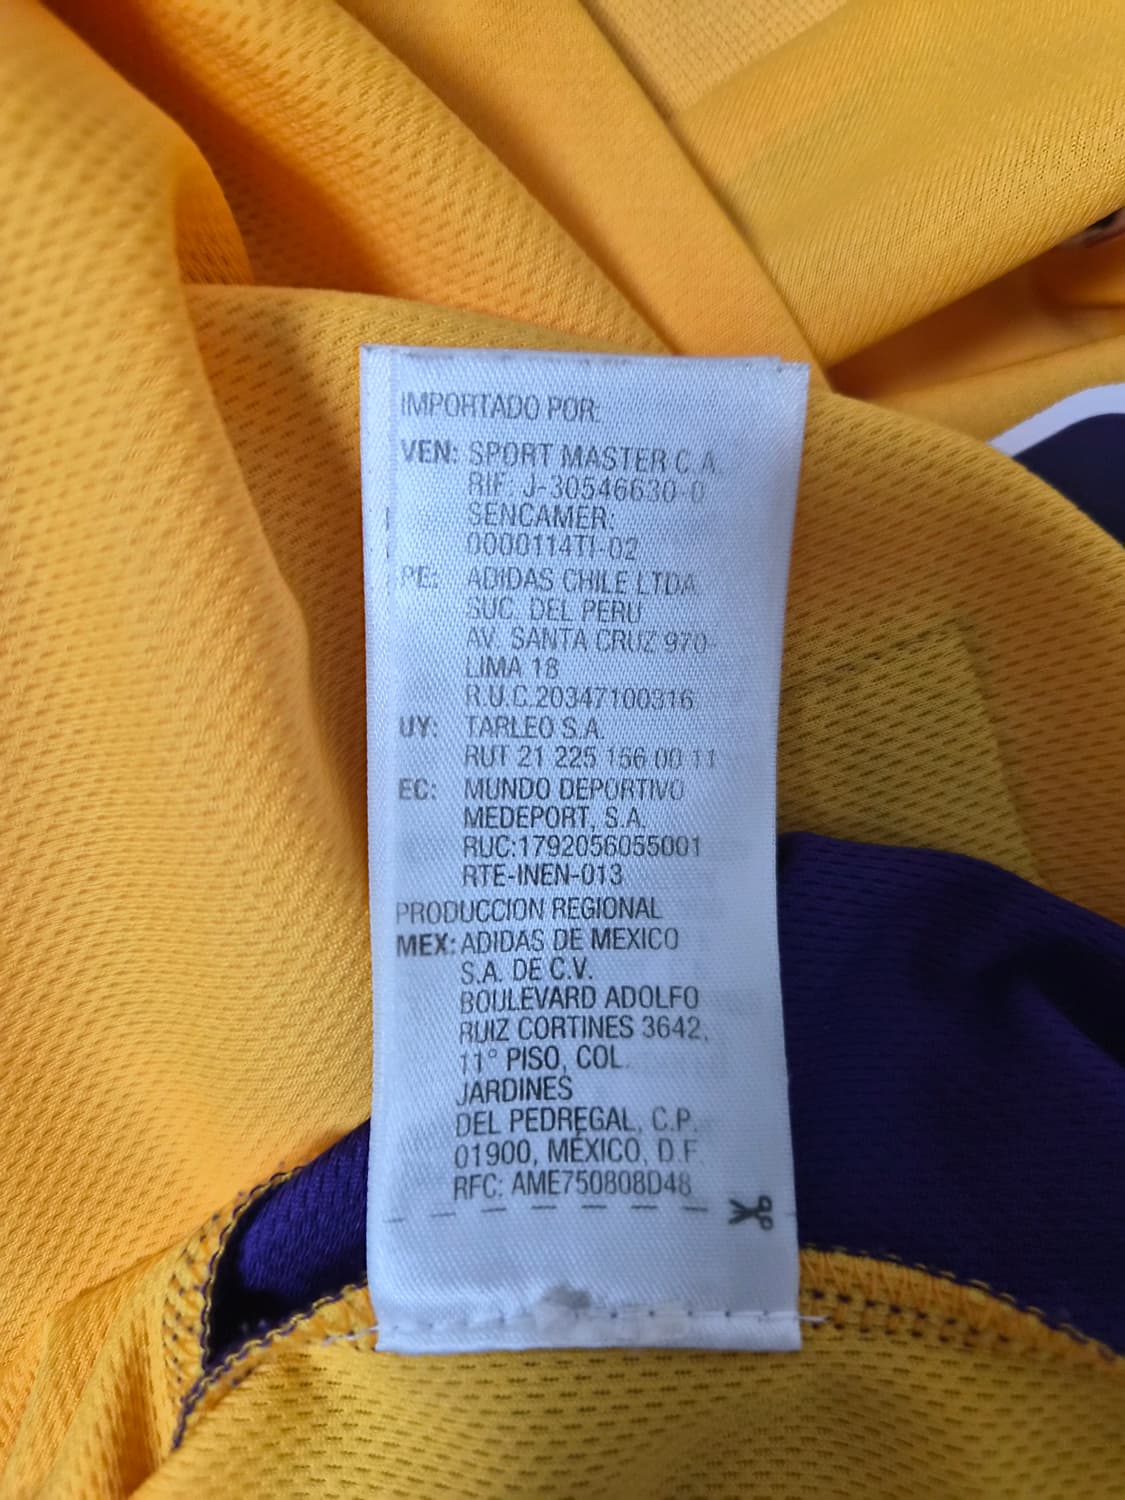 IMPORTADO POR:
VEN: SPORT MASTER C.A.
RIF: J-30546630-0
SENCAMER:
0000114TI-02
PE: ADIDAS CHILE LTDA
SUC. DEL PERU
AV. SANTA CRUZ 970-
LIMA 18
R.U.C.20347100316
UY: TARLEO S.A.
RUT 21 225 156 00 11
EC: MUNDO DEPORTIVO
MEDEPORT, S.A.
RUC:1792056055001
RTE-INEN-013
PRODUCCION REGIONAL
MEX: ADIDAS DE MEXICO
S.A. DE C.V.
BOULEVARD ADOLFO
RUIZ CORTINES 3642,
11° PISO, COL.
JARDINES
DEL PEDREGAL, C.P.
01900, MÉXICO, D.F.
RFC: AME750808D48